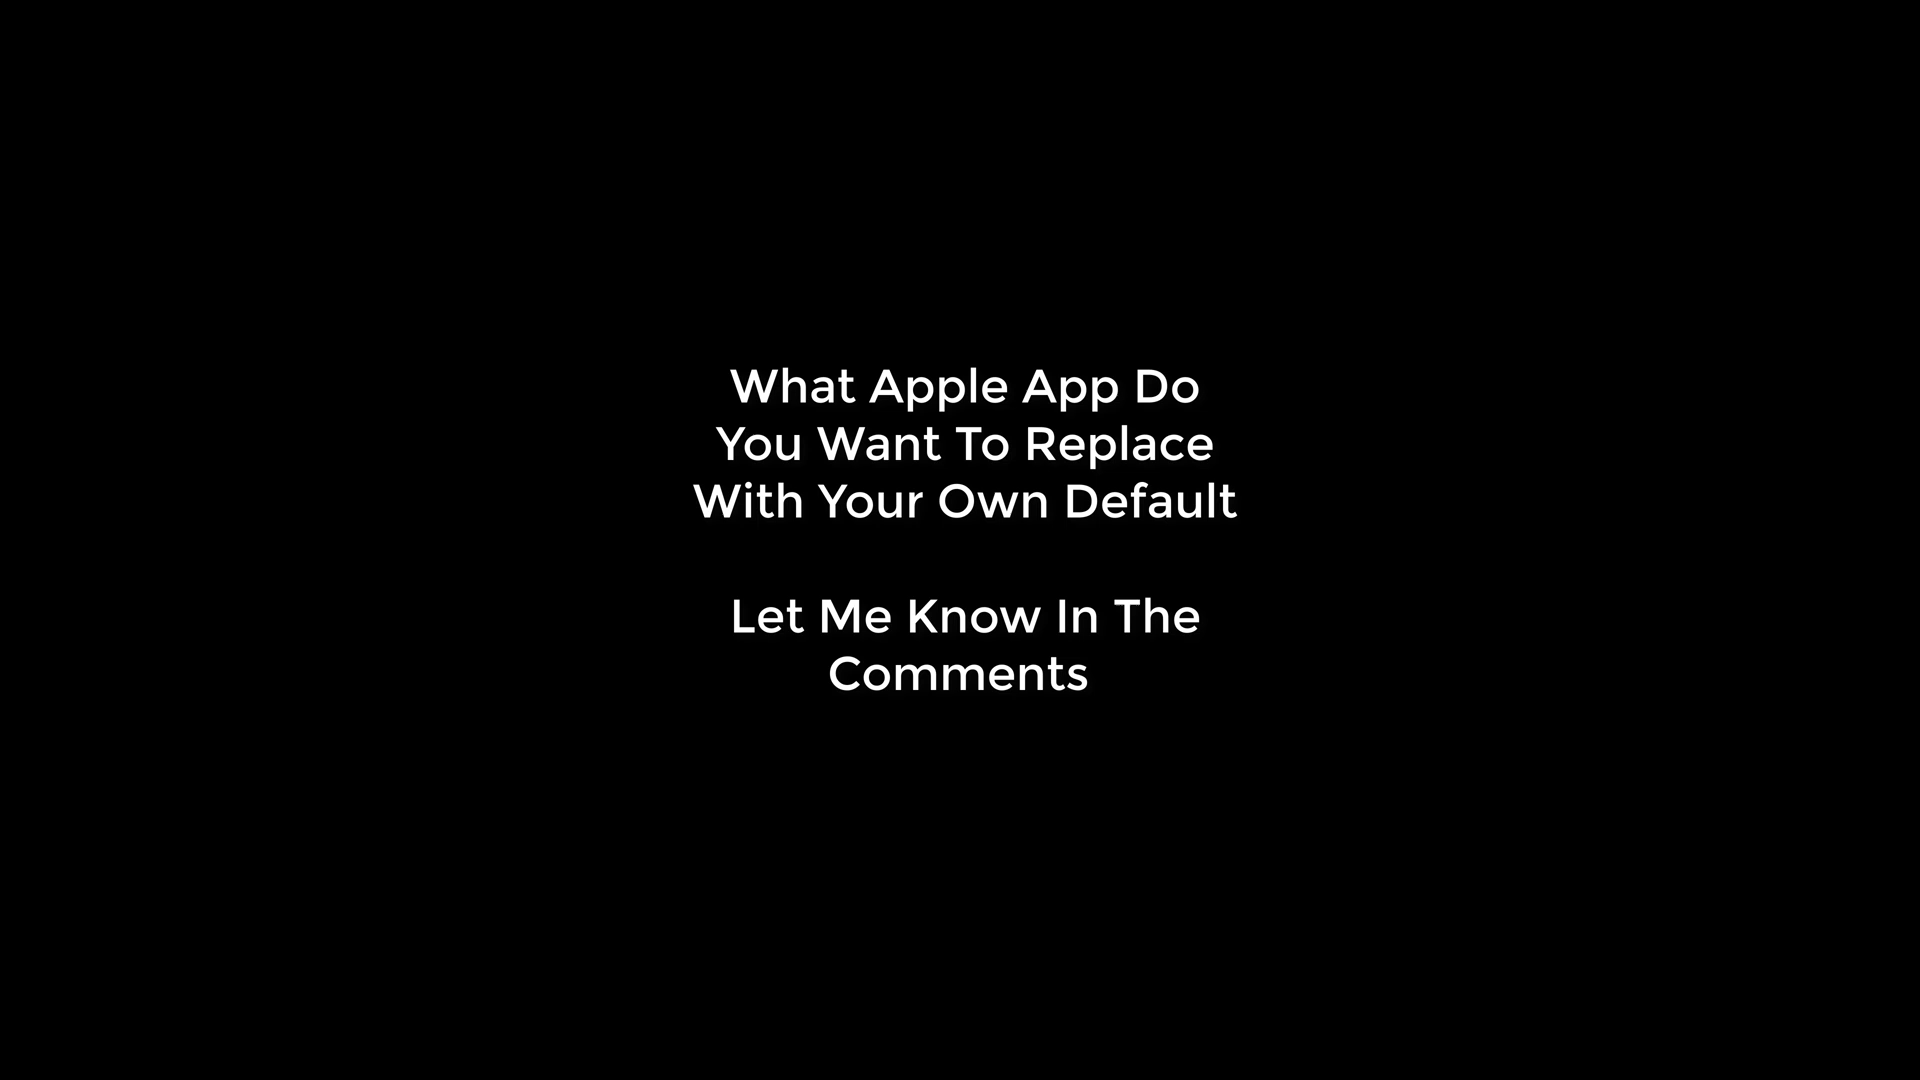 What Apple App Do
You Want To Replace
With Your Own Default
Let Me Know In The
Comments